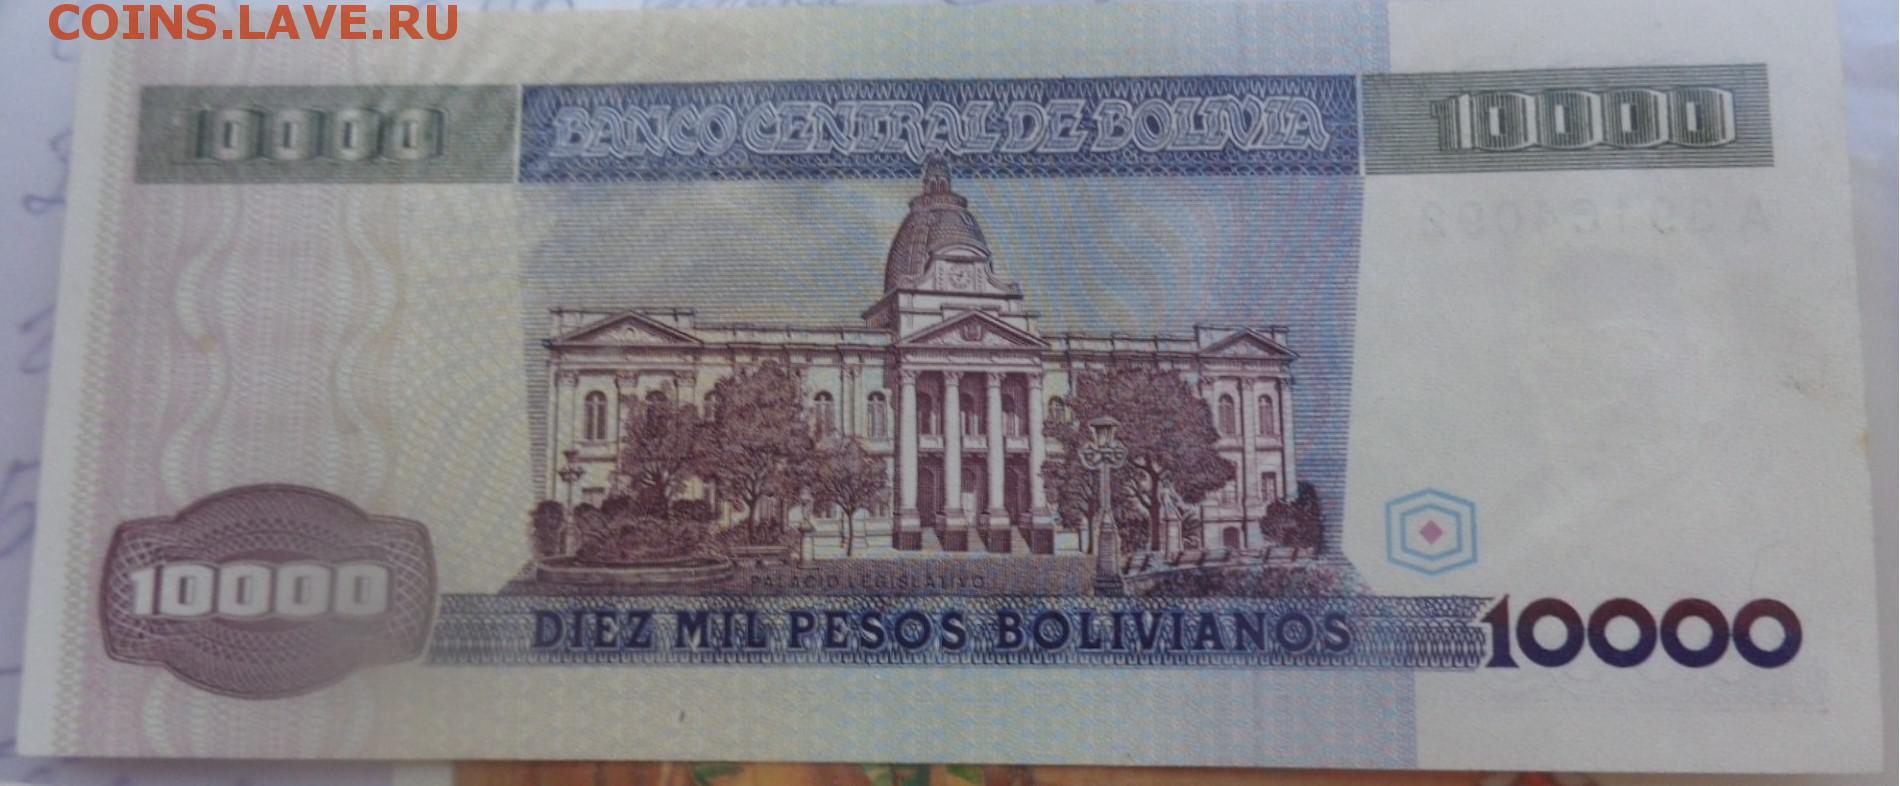 COINS.LAVE.RU
10000 BANCO CENTRAL DE BOLIVIA 10000
10000
PALACIO LEGISLATIVO
DIEZ MIL PESOS BOLIVIANOS 10000